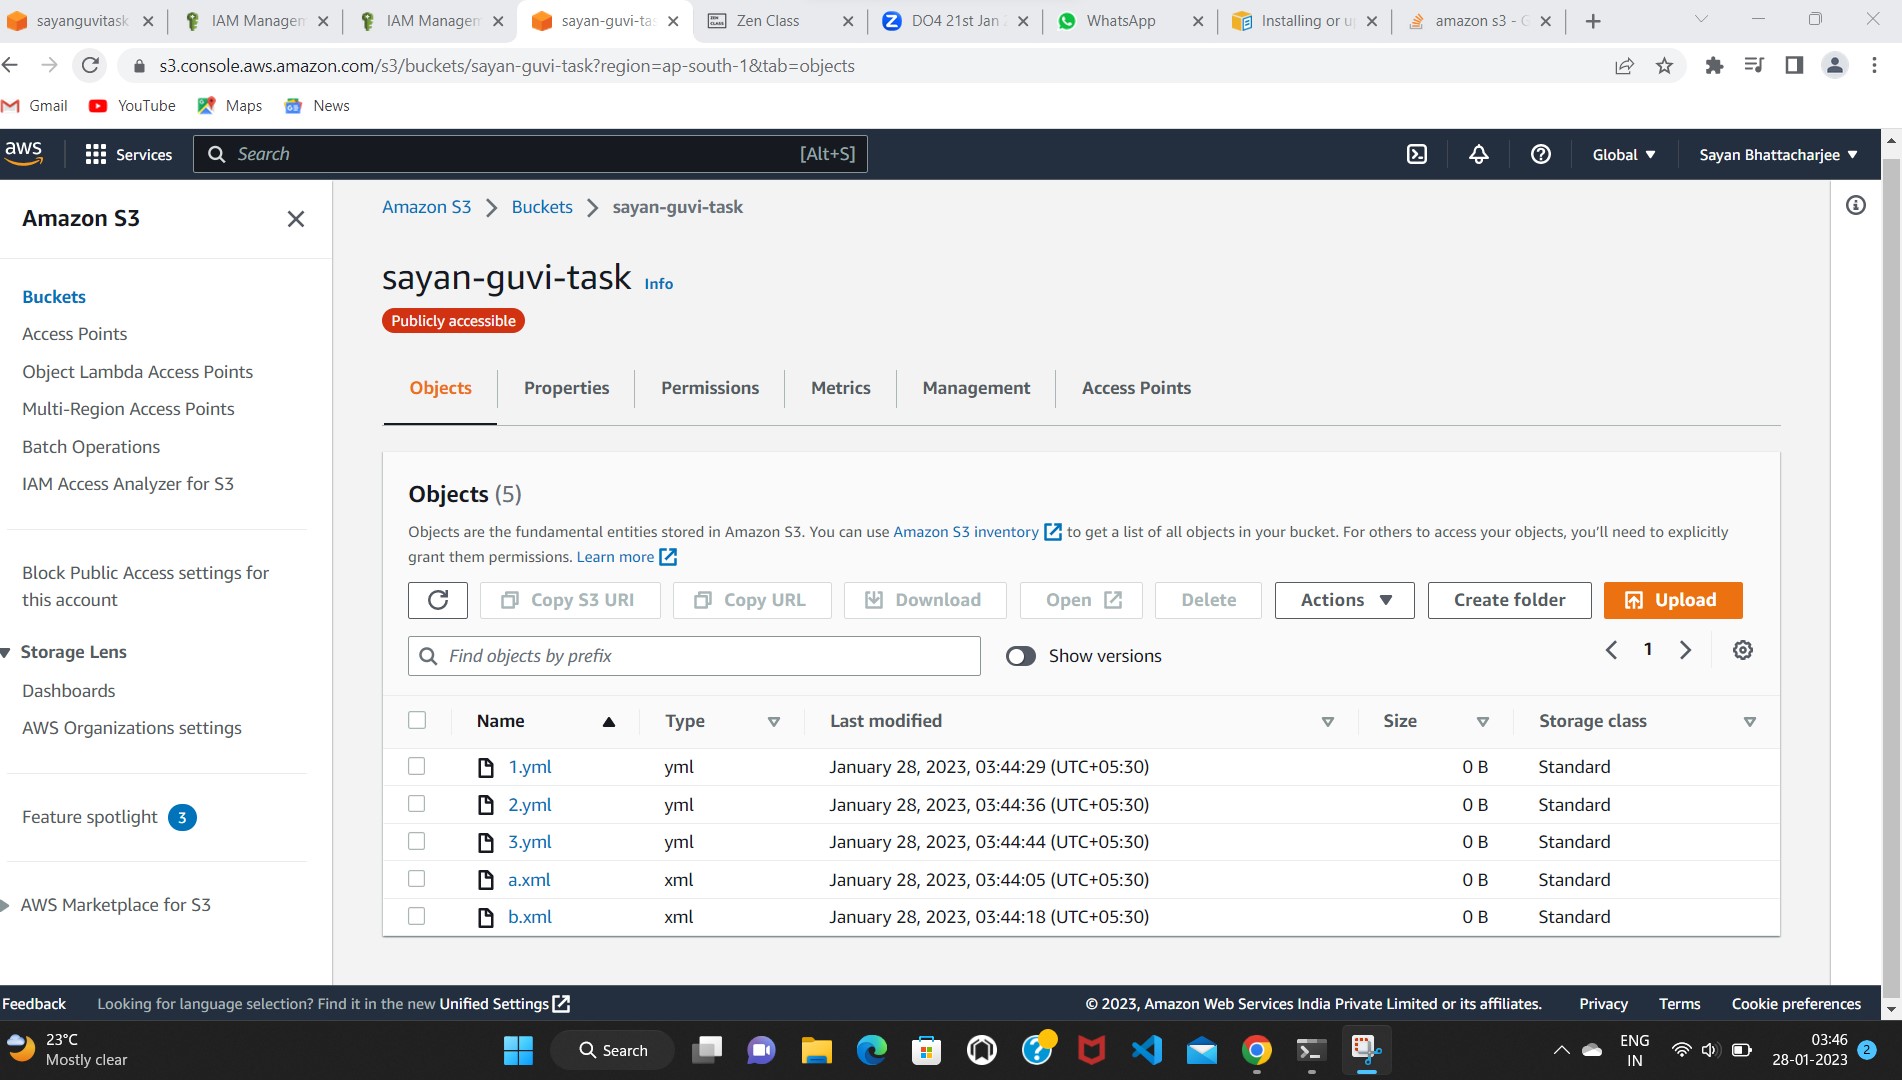 sayanguvitask
IAM Managem
IAM Managem
sayan-guvi-tas
Zen Class
DO4 21st Jan
WhatsApp
Installing or u
amazon s3 - G
s3.console.aws.amazon.com/s3/buckets/sayan-guvi-task?region=ap-south-1&tab=objects
Gmail YouTube Maps News
aws Services Search [Alt+S] Global Sayan Bhattacharjee
Amazon S3
Buckets
Access Points
Object Lambda Access Points
Multi-Region Access Points
Batch Operations
IAM Access Analyzer for S3
Block Public Access settings for
this account
Storage Lens
Dashboards
AWS Organizations settings
Feature spotlight 3
AWS Marketplace for S3
Amazon S3 Buckets sayan-guvi-task
sayan-guvi-task Info
Publicly accessible
Objects Properties Permissions Metrics Management Access Points
Objects (5)
Objects are the fundamental entities stored in Amazon S3. You can use Amazon S3 inventory to get a list of all objects in your bucket. For others to access your objects, you'll need to explicitly
grant them permissions. Learn more
Copy S3 URI Copy URL Download Open Delete Actions Create folder Upload
Find objects by prefix Show versions 1
Name Type Last modified Size Storage class
1.yml yml January 28, 2023, 03:44:29 (UTC+05:30) 0 B Standard
2.yml yml January 28, 2023, 03:44:36 (UTC+05:30) 0 B Standard
3.yml yml January 28, 2023, 03:44:44 (UTC+05:30) 0 B Standard
a.xml xml January 28, 2023, 03:44:05 (UTC+05:30) 0 B Standard
b.xml xml January 28, 2023, 03:44:18 (UTC+05:30) 0 B Standard
Feedback Looking for language selection? Find it in the new Unified Settings © 2023, Amazon Web Services India Private Limited or its affiliates. Privacy Terms Cookie preferences
23°C
Mostly clear
Search
ENG
IN
03:46
28-01-2023
2